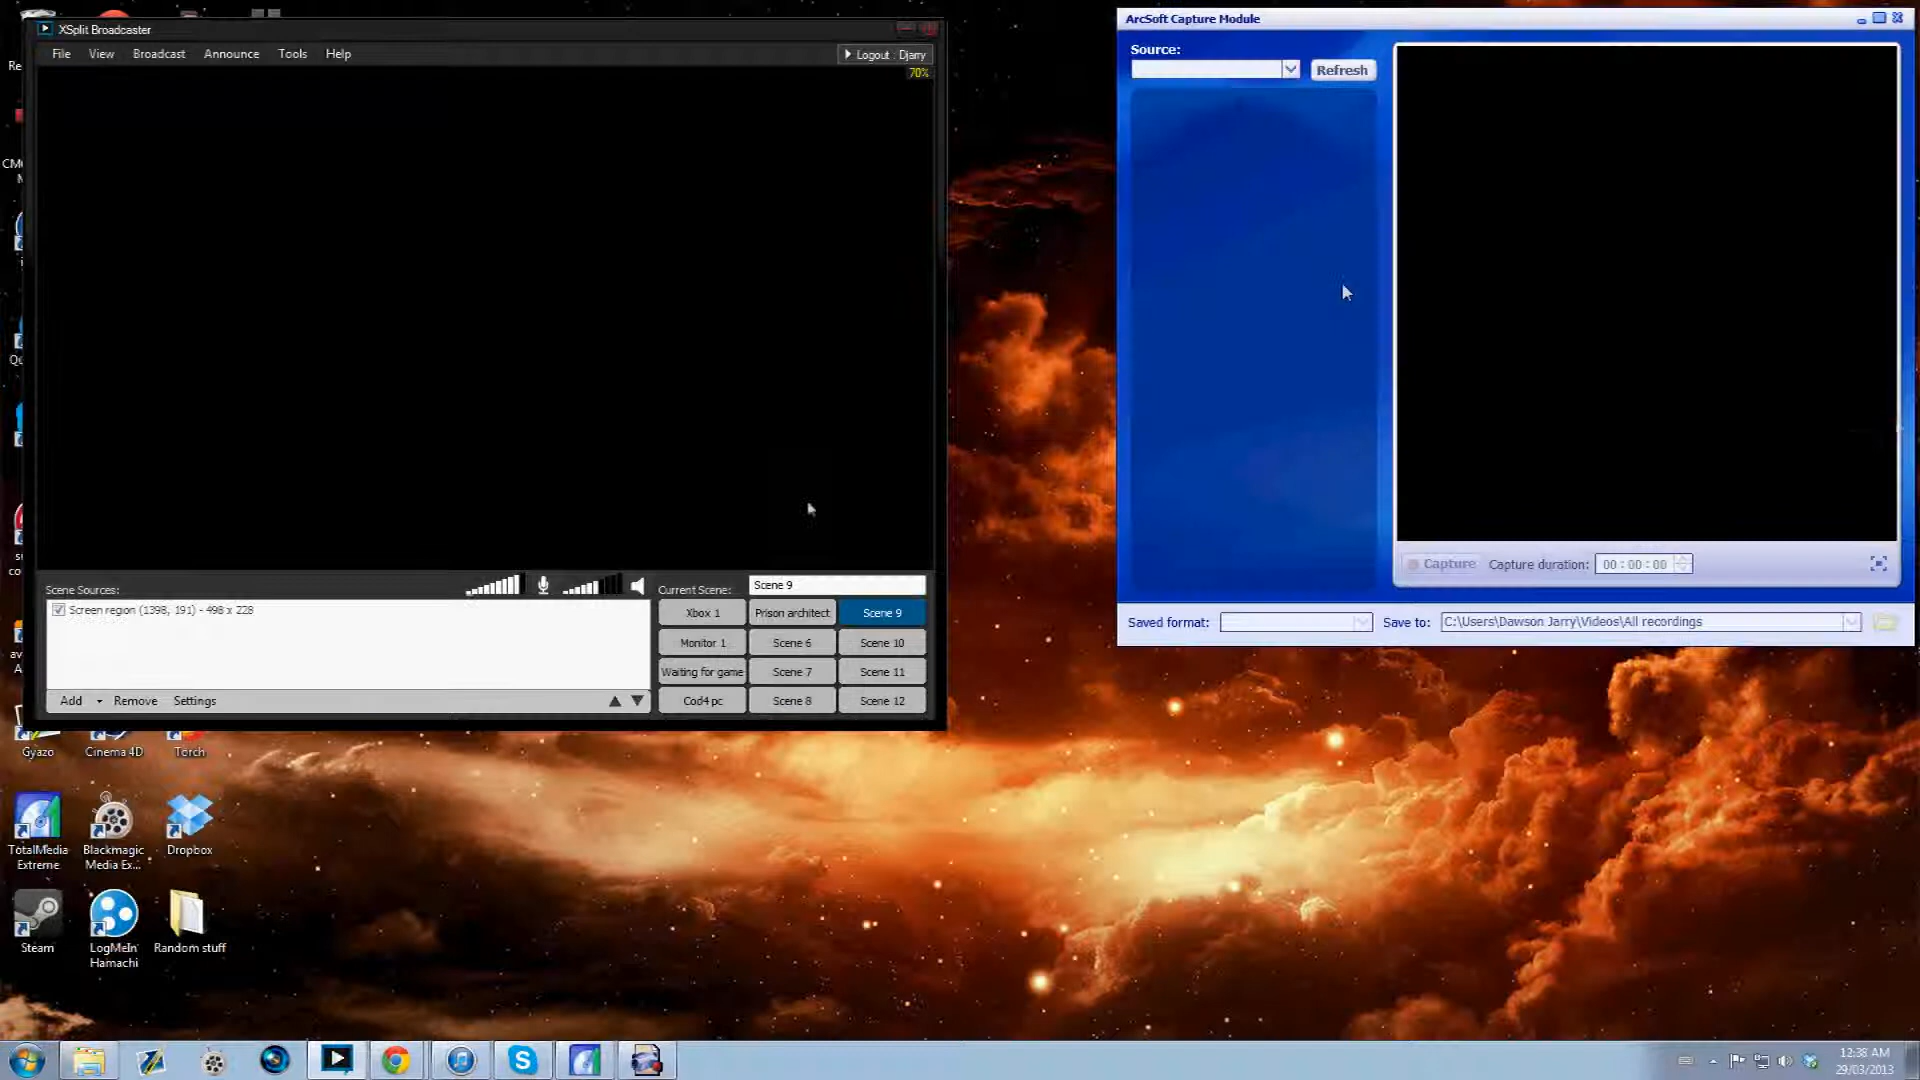 XSplit Broadcaster
File View Broadcast Announce Tools Help
Logout : Djarry
70%
Scene Sources:
Screen region (1398, 191) - 498 x 228
Add Remove Settings
Current Scene:
Scene 9
Xbox 1 Prison architect Scene 9
Monitor 1 Scene 6 Scene 10
Waiting for game Scene 7 Scene 11
Cod4 pc Scene 8 Scene 12
ArcSoft Capture Module
Source:
Refresh
Capture Capture duration: 00:00:00
Saved format: Save to: C:\Users\Dawson Jarry\Videos\All recordings
Re
Gyazo
Cinema 4D
Torch
TotalMedia
Extreme
Blackmagic
Media Ex...
Dropbox
Steam
LogMeIn
Hamachi
Random stuff
12:38 AM
29/03/2013